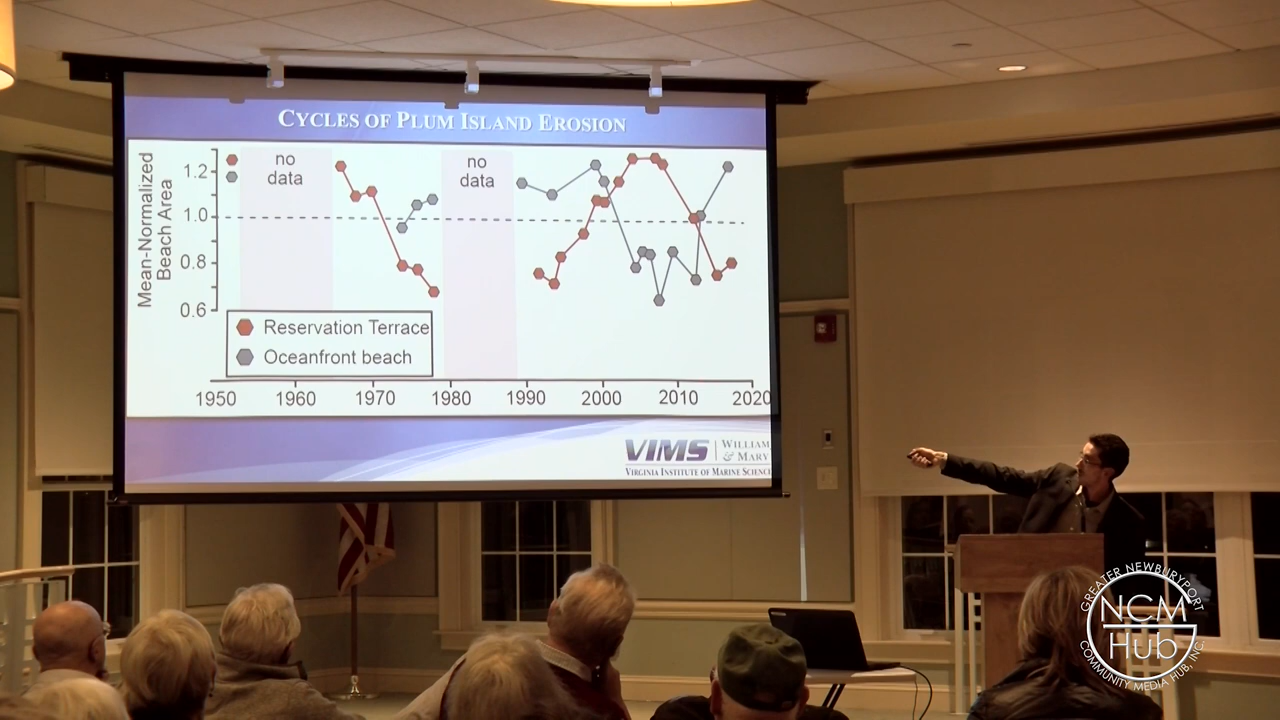 CYCLES OF PLUM ISLAND EROSION
Mean-Normalized
Beach Area
1.2
1.0
0.8
0.6
no
data
no
data
Reservation Terrace
Oceanfront beach
1950 1960 1970 1980 1990 2000 2010 2020
VIMS
WILLIAM
& MARY
VIRGINIA INSTITUTE OF MARINE SCIENCE
GREATER NEWBURYPORT
NCM
Hub
COMMUNITY MEDIA HUB, INC.